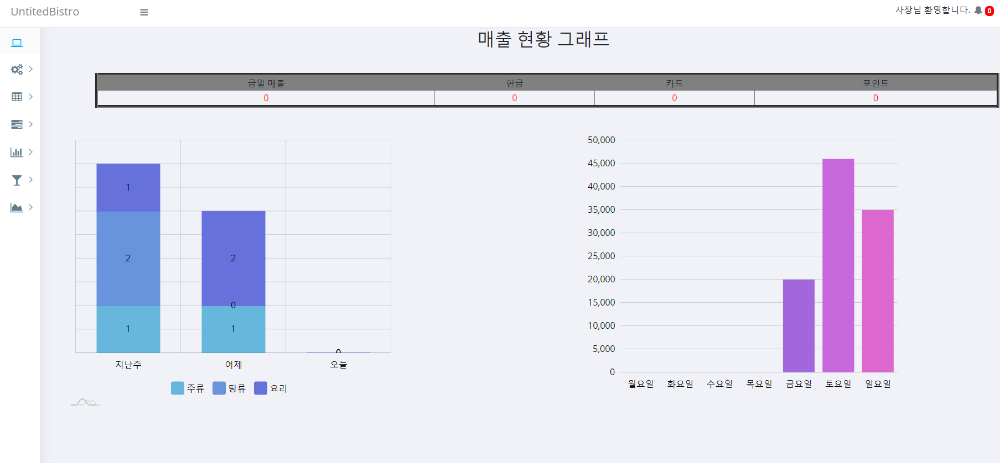 UntitedBistro
사장님 환영합니다. 0
매출 현황 그래프
금일 매출 현금 카드 포인트
0 0 0 0
1
2
1
2
0
1
0
지난주 어제 오늘
주류 탕류 요리
50,000
45,000
40,000
35,000
30,000
25,000
20,000
15,000
10,000
5,000
0
월요일 화요일 수요일 목요일 금요일 토요일 일요일